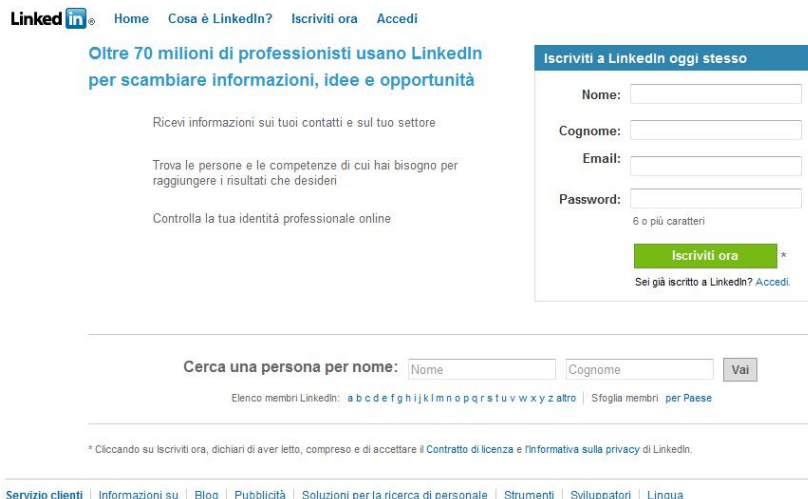 Linked in ® Home Cosa è LinkedIn? Iscriviti ora Accedi
Oltre 70 milioni di professionisti usano LinkedIn
per scambiare informazioni, idee e opportunità
Ricevi informazioni sui tuoi contatti e sul tuo settore
Trova le persone e le competenze di cui hai bisogno per
raggiungere i risultati che desideri
Controlla la tua identità professionale online
Iscriviti a LinkedIn oggi stesso
Nome:
Cognome:
Email:
Password:
6 o più caratteri
Iscriviti ora *
Sei già iscritto a LinkedIn? Accedi.
Cerca una persona per nome: Nome Cognome Vai
Elenco membri LinkedIn: a b c d e f g h i j k l m n o p q r s t u v w x y z altro | Sfoglia membri per Paese
* Cliccando su Iscriviti ora, dichiari di aver letto, compreso e di accettare il Contratto di licenza e l'Informativa sulla privacy di LinkedIn.
Servizio clienti | Informazioni su | Blog | Pubblicità | Soluzioni per la ricerca di personale | Strumenti | Sviluppatori | Lingua